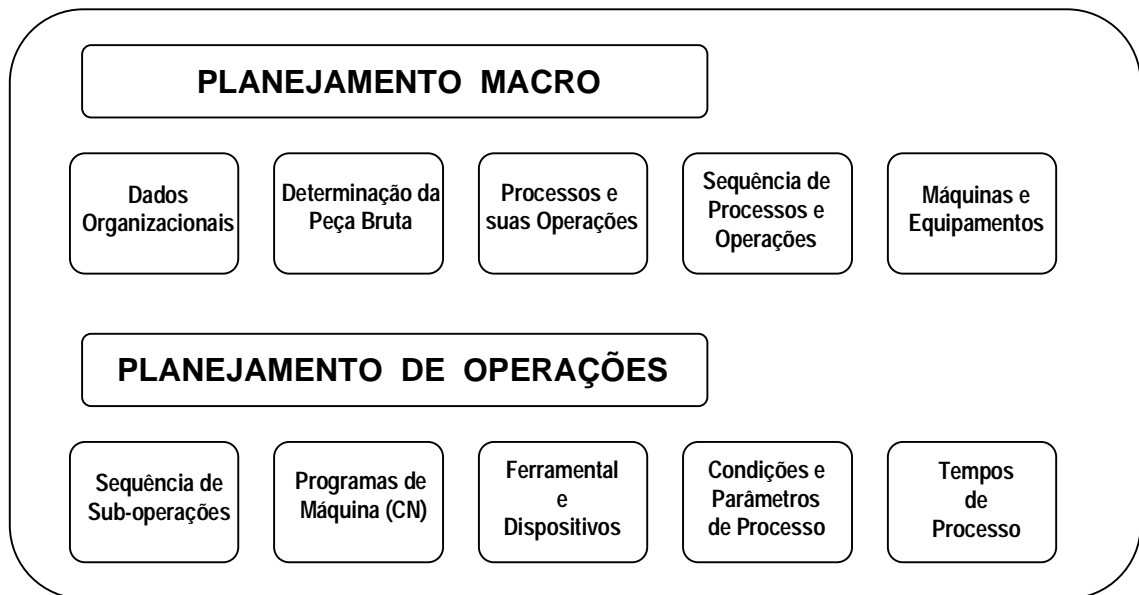 PLANEJAMENTO MACRO
Dados
Organizacionais
Determinação da
Peça Bruta
Processos e
suas Operações
Sequência de
Processos e
Operações
Máquinas e
Equipamentos
PLANEJAMENTO DE OPERAÇÕES
Sequência de
Sub-operações
Programas de
Máquina (CN)
Ferramental
e
Dispositivos
Condições e
Parâmetros
de Processo
Tempos
de
Processo